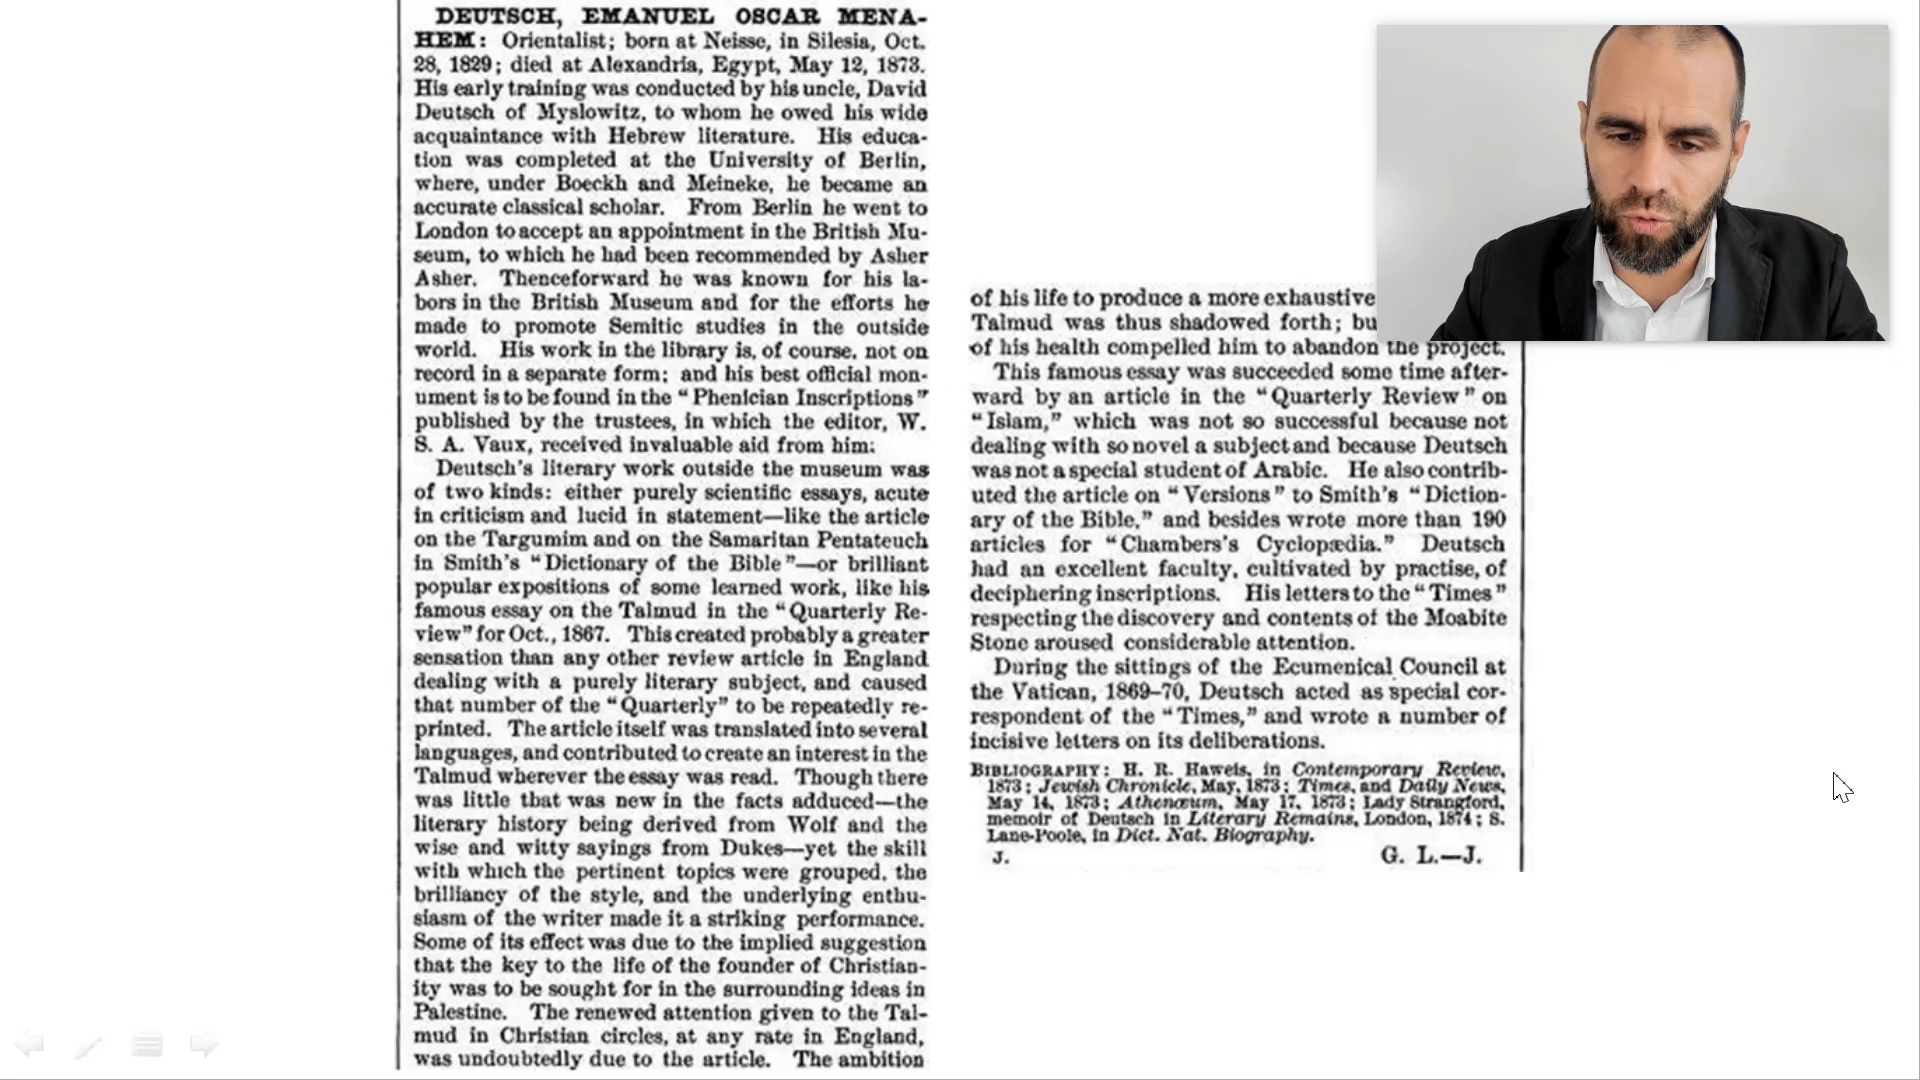 DEUTSCH, EMANUEL OSCAR MENA-
HEM: Orientalist; born at Neisse, in Silesia, Oct.
28, 1829; died at Alexandria, Egypt, May 12, 1873.
His early training was conducted by his uncle, David
Deutsch of Myslowitz, to whom he owed his wide
acquaintance with Hebrew literature. His educa-
tion was completed at the University of Berlin,
where, under Boeckh and Meineke, he became an
accurate classical scholar. From Berlin he went to
London to accept an appointment in the British Mu-
seum, to which he had been recommended by Asher
Asher. Thenceforward he was known for his la-
bors in the British Museum and for the efforts he
made to promote Semitic studies in the outside
world. His work in the library is, of course, not on
record in a separate form; and his best official mon-
ument is to be found in the “Phenician Inscriptions”
published by the trustees, in which the editor, W.
S. A. Vaux, received invaluable aid from him:
Deutsch's literary work outside the museum was
of two kinds: either purely scientific essays, acute
in criticism and lucid in statement—like the article
on the Targumim and on the Samaritan Pentateuch
in Smith's “Dictionary of the Bible”—or brilliant
popular expositions of some learned work, like his
famous essay on the Talmud in the “Quarterly Re-
view” for Oct., 1867. This created probably a greater
sensation than any other review article in England
dealing with a purely literary subject, and caused
that number of the “Quarterly” to be repeatedly re-
printed. The article itself was translated into several
languages, and contributed to create an interest in the
Talmud wherever the essay was read. Though there
was little that was new in the facts adduced—the
literary history being derived from Wolf and the
wise and witty sayings from Dukes—yet the skill
with which the pertinent topics were grouped, the
brilliancy of the style, and the underlying enthu-
siasm of the writer made it a striking performance.
Some of its effect was due to the implied suggestion
that the key to the life of the founder of Christian-
ity was to be sought for in the surrounding ideas in
Palestine. The renewed attention given to the Tal-
mud in Christian circles, at any rate in England,
was undoubtedly due to the article. The ambition
of his life to produce a more exhaustive
Talmud was thus shadowed forth; bu
of his health compelled him to abandon the project.
This famous essay was succeeded some time after-
ward by an article in the “Quarterly Review” on
“Islam,” which was not so successful because not
dealing with so novel a subject and because Deutsch
was not a special student of Arabic. He also contrib-
uted the article on “Versions” to Smith's “Diction-
ary of the Bible,” and besides wrote more than 190
articles for “Chambers's Cyclopædia.” Deutsch
had an excellent faculty, cultivated by practise, of
deciphering inscriptions. His letters to the “Times”
respecting the discovery and contents of the Moabite
Stone aroused considerable attention.
During the sittings of the Ecumenical Council at
the Vatican, 1869–70, Deutsch acted as special cor-
respondent of the “Times,” and wrote a number of
incisive letters on its deliberations.
BIBLIOGRAPHY: H. R. Haweis, in Contemporary Review,
1873; Jewish Chronicle, May, 1873; Times, and Daily News,
May 14, 1873; Athenæum, May 17, 1873; Lady Strangford,
memoir of Deutsch in Literary Remains, London, 1874; S.
Lane-Poole, in Dict. Nat. Biography.
J. G. L.—J.